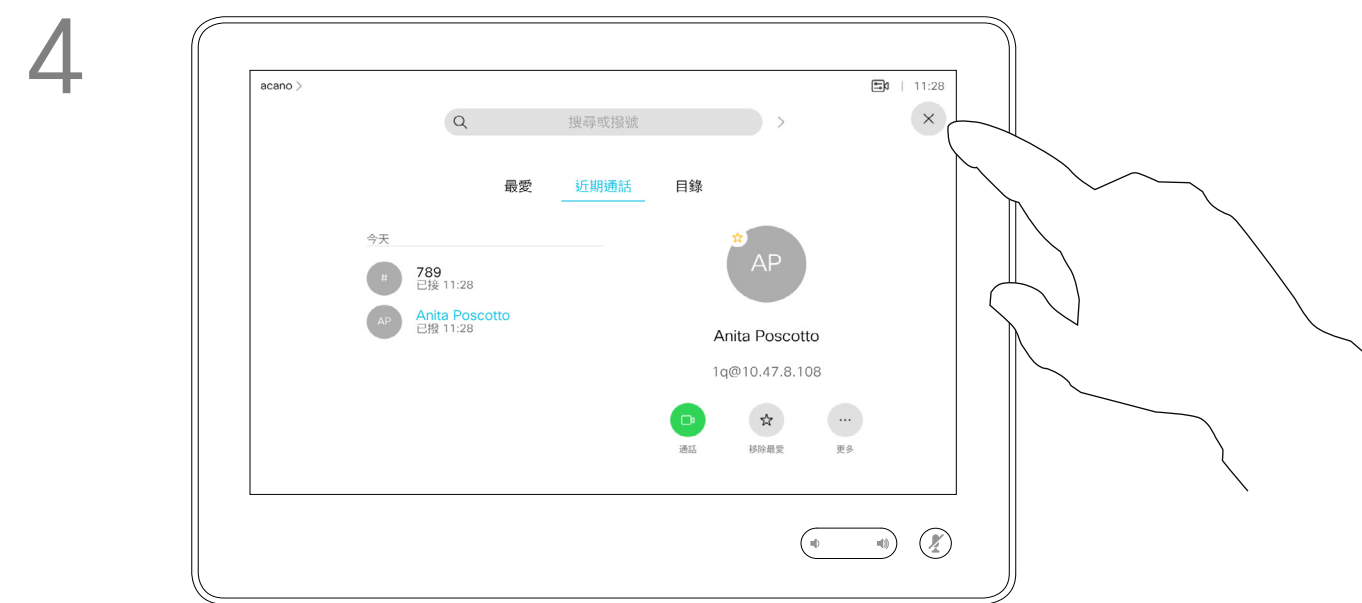 4
acano
11:28
搜尋或撥號
最愛 近期通話 目錄
今天
# 789
已接 11:28
AP Anita Poscotto
已撥 11:28
AP
Anita Poscotto
1q@10.47.8.108
通話 移除最愛 更多